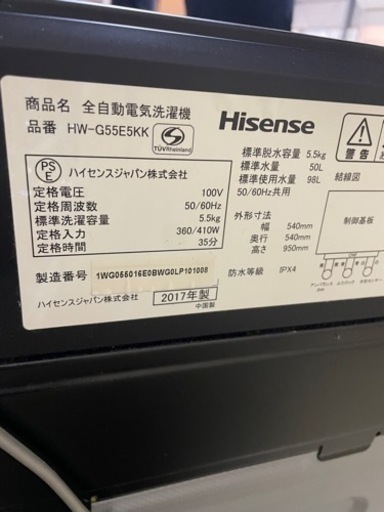 商品名 全自動電気洗濯機
品番 HW-G55E5KK
TÜVRheinland
Hisense
PS
E
ハイセンスジャパン株式会社
定格電圧 100V
定格周波数 50/60Hz
標準洗濯容量 5.5kg
定格入力 360/410W
定格時間 35分
製造番号 1WG055016E0BWG0LP101008
ハイセンスジャパン株式会社
2017年製
中国製
標準脱水容量 5.5kg
標準水量 50L
標準使用水量 98L
50/60Hz共用
外形寸法
幅 540mm
奥行 540mm
高さ 950mm
防水等級 IPX4
警告
結線図
制御基板